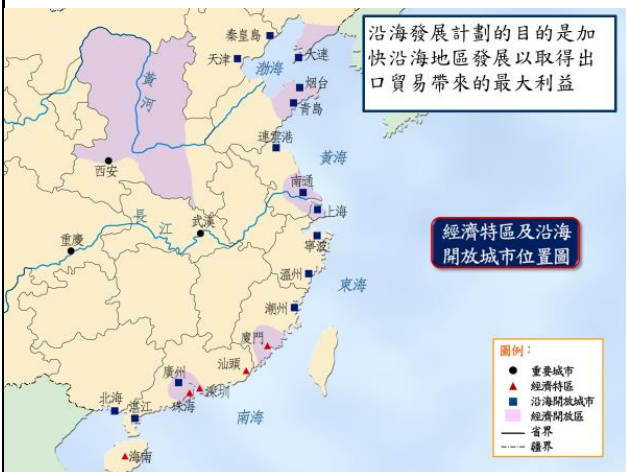 沿海發展計劃的目的是加
快沿海地區發展以取得出
口貿易帶來的最大利益
秦皇島
天津
大連
渤海
烟台
青島
黃河
連雲港
黃海
西安
南通
上海
長江
武漢
重慶
寧波
經濟特區及沿海
開放城市位置圖
溫州
東海
潮州
廈門
汕頭
廣州
深圳
珠海
北海
湛江
南海
海南
圖例：
重要城市
經濟特區
沿海開放城市
經濟開放區
省界
疆界